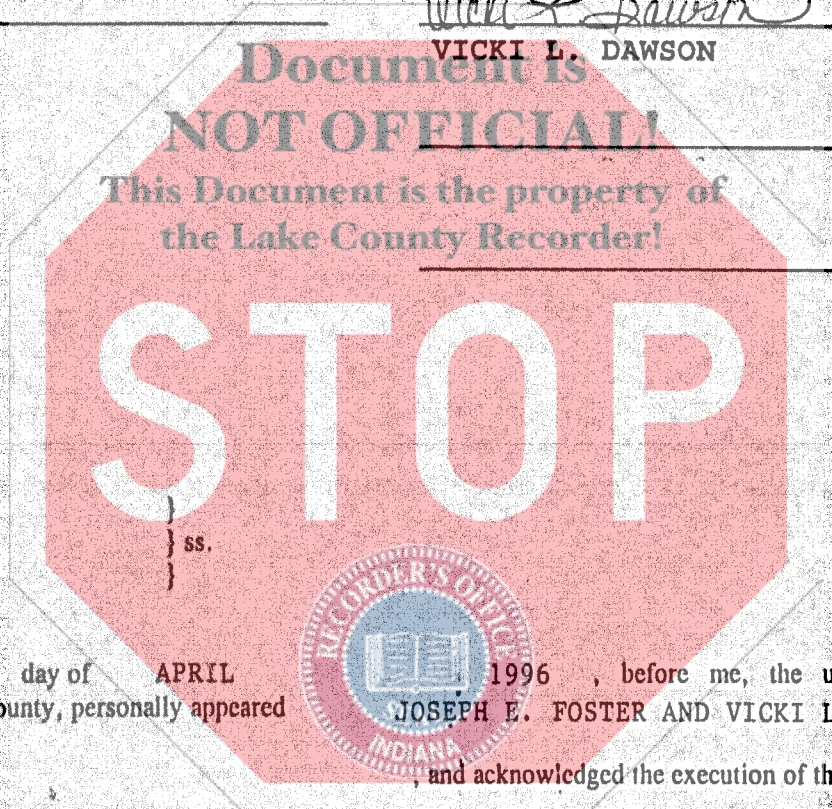 Vicki L. Dawson
VICKI L. DAWSON
Document is
NOT OFFICIAL!
This Document is the property of
the Lake County Recorder!
STOP
} ss.
RECORDER'S OFFICE
INDIANA
day of APRIL , 1996 , before me, the u
ounty, personally appeared JOSEPH E. FOSTER AND VICKI L
, and acknowledged the execution of th